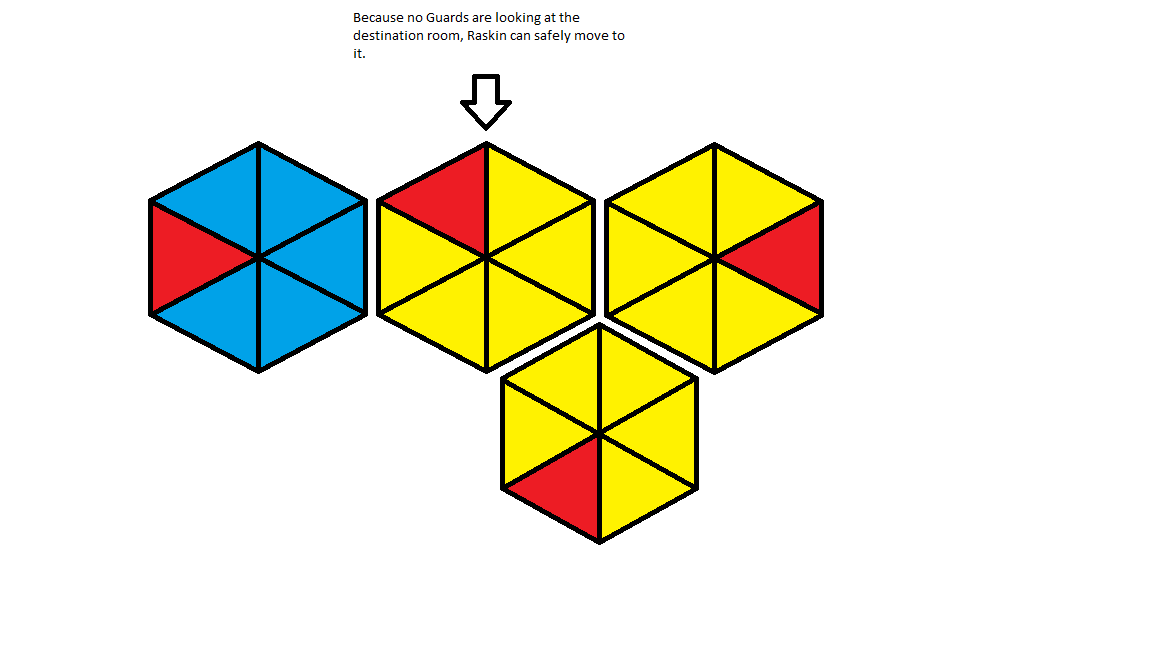 Because no Guards are looking at the
destination room, Raskin can safely move to
it.